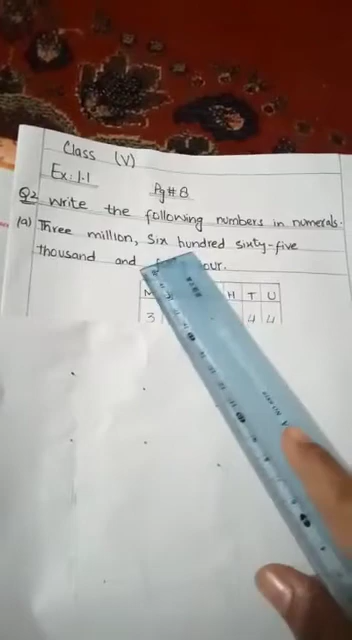 Class (V)
Ex: 1.1
Pg # 8
Q2 Write the following numbers in numerals.
(a) Three million, six hundred sixty-five
thousand and
M H T U
3 4 4